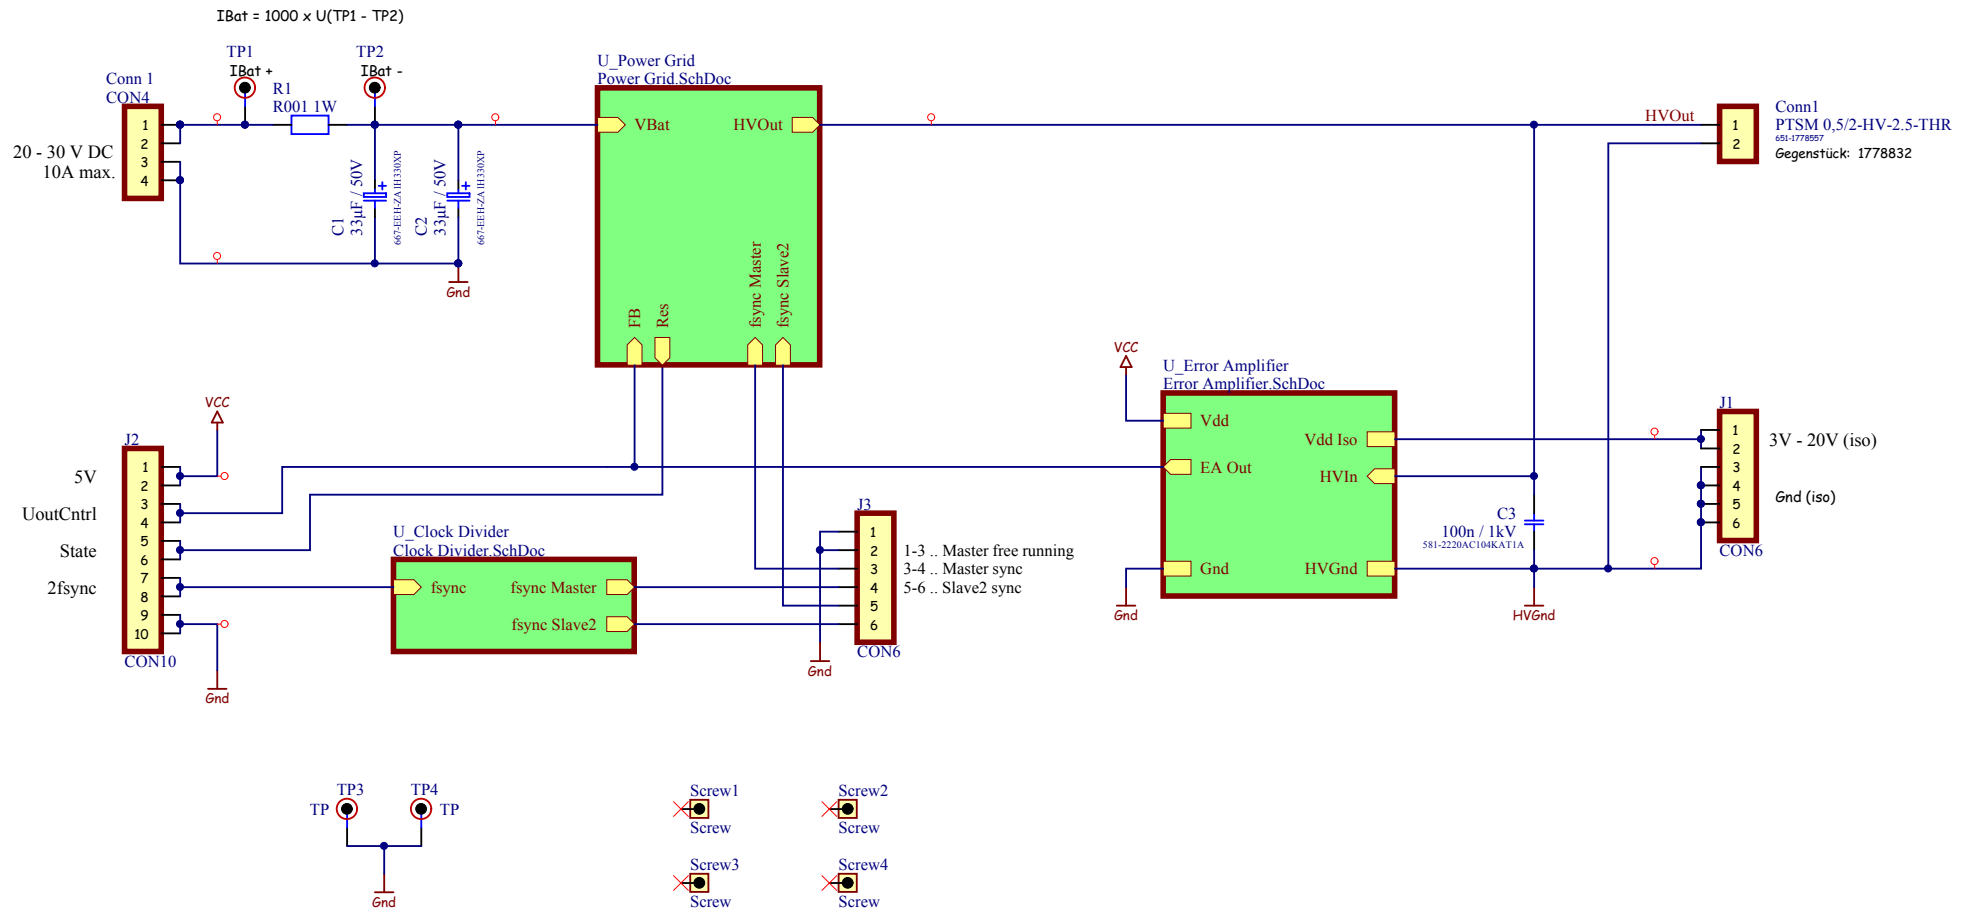 IBat = 1000 x U(TP1 - TP2)
TP1
IBat +
TP2
IBat -
Conn 1
CON4
R1
R001 1W
1
2
3
4
20 - 30 V DC
10A max.
C1
33µF / 50V
667-EEH-ZA1H330XP
C2
33µF / 50V
667-EEH-ZA1H330XP
Gnd
U_Power Grid
Power Grid.SchDoc
VBat
HVOut
FB
Res
fsync Master
fsync Slave2
HVOut
1
2
Conn1
PTSM 0,5/2-HV-2.5-THR
651-1778557
Gegenstück: 1778832
VCC
J2
1
2
3
4
5
6
7
8
9
10
CON10
5V
UoutCntrl
State
2fsync
Gnd
U_Clock Divider
Clock Divider.SchDoc
fsync
fsync Master
fsync Slave2
J3
1
2
3
4
5
6
CON6
1-3 .. Master free running
3-4 .. Master sync
5-6 .. Slave2 sync
Gnd
VCC
U_Error Amplifier
Error Amplifier.SchDoc
Vdd
EA Out
Gnd
Vdd Iso
HVIn
HVGnd
Gnd
C3
100n / 1kV
581-2220AC104KAT1A
HVGnd
J1
1
2
3
4
5
6
CON6
3V - 20V (iso)
Gnd (iso)
TP3
TP
TP4
TP
Gnd
Screw1
Screw
Screw2
Screw
Screw3
Screw
Screw4
Screw